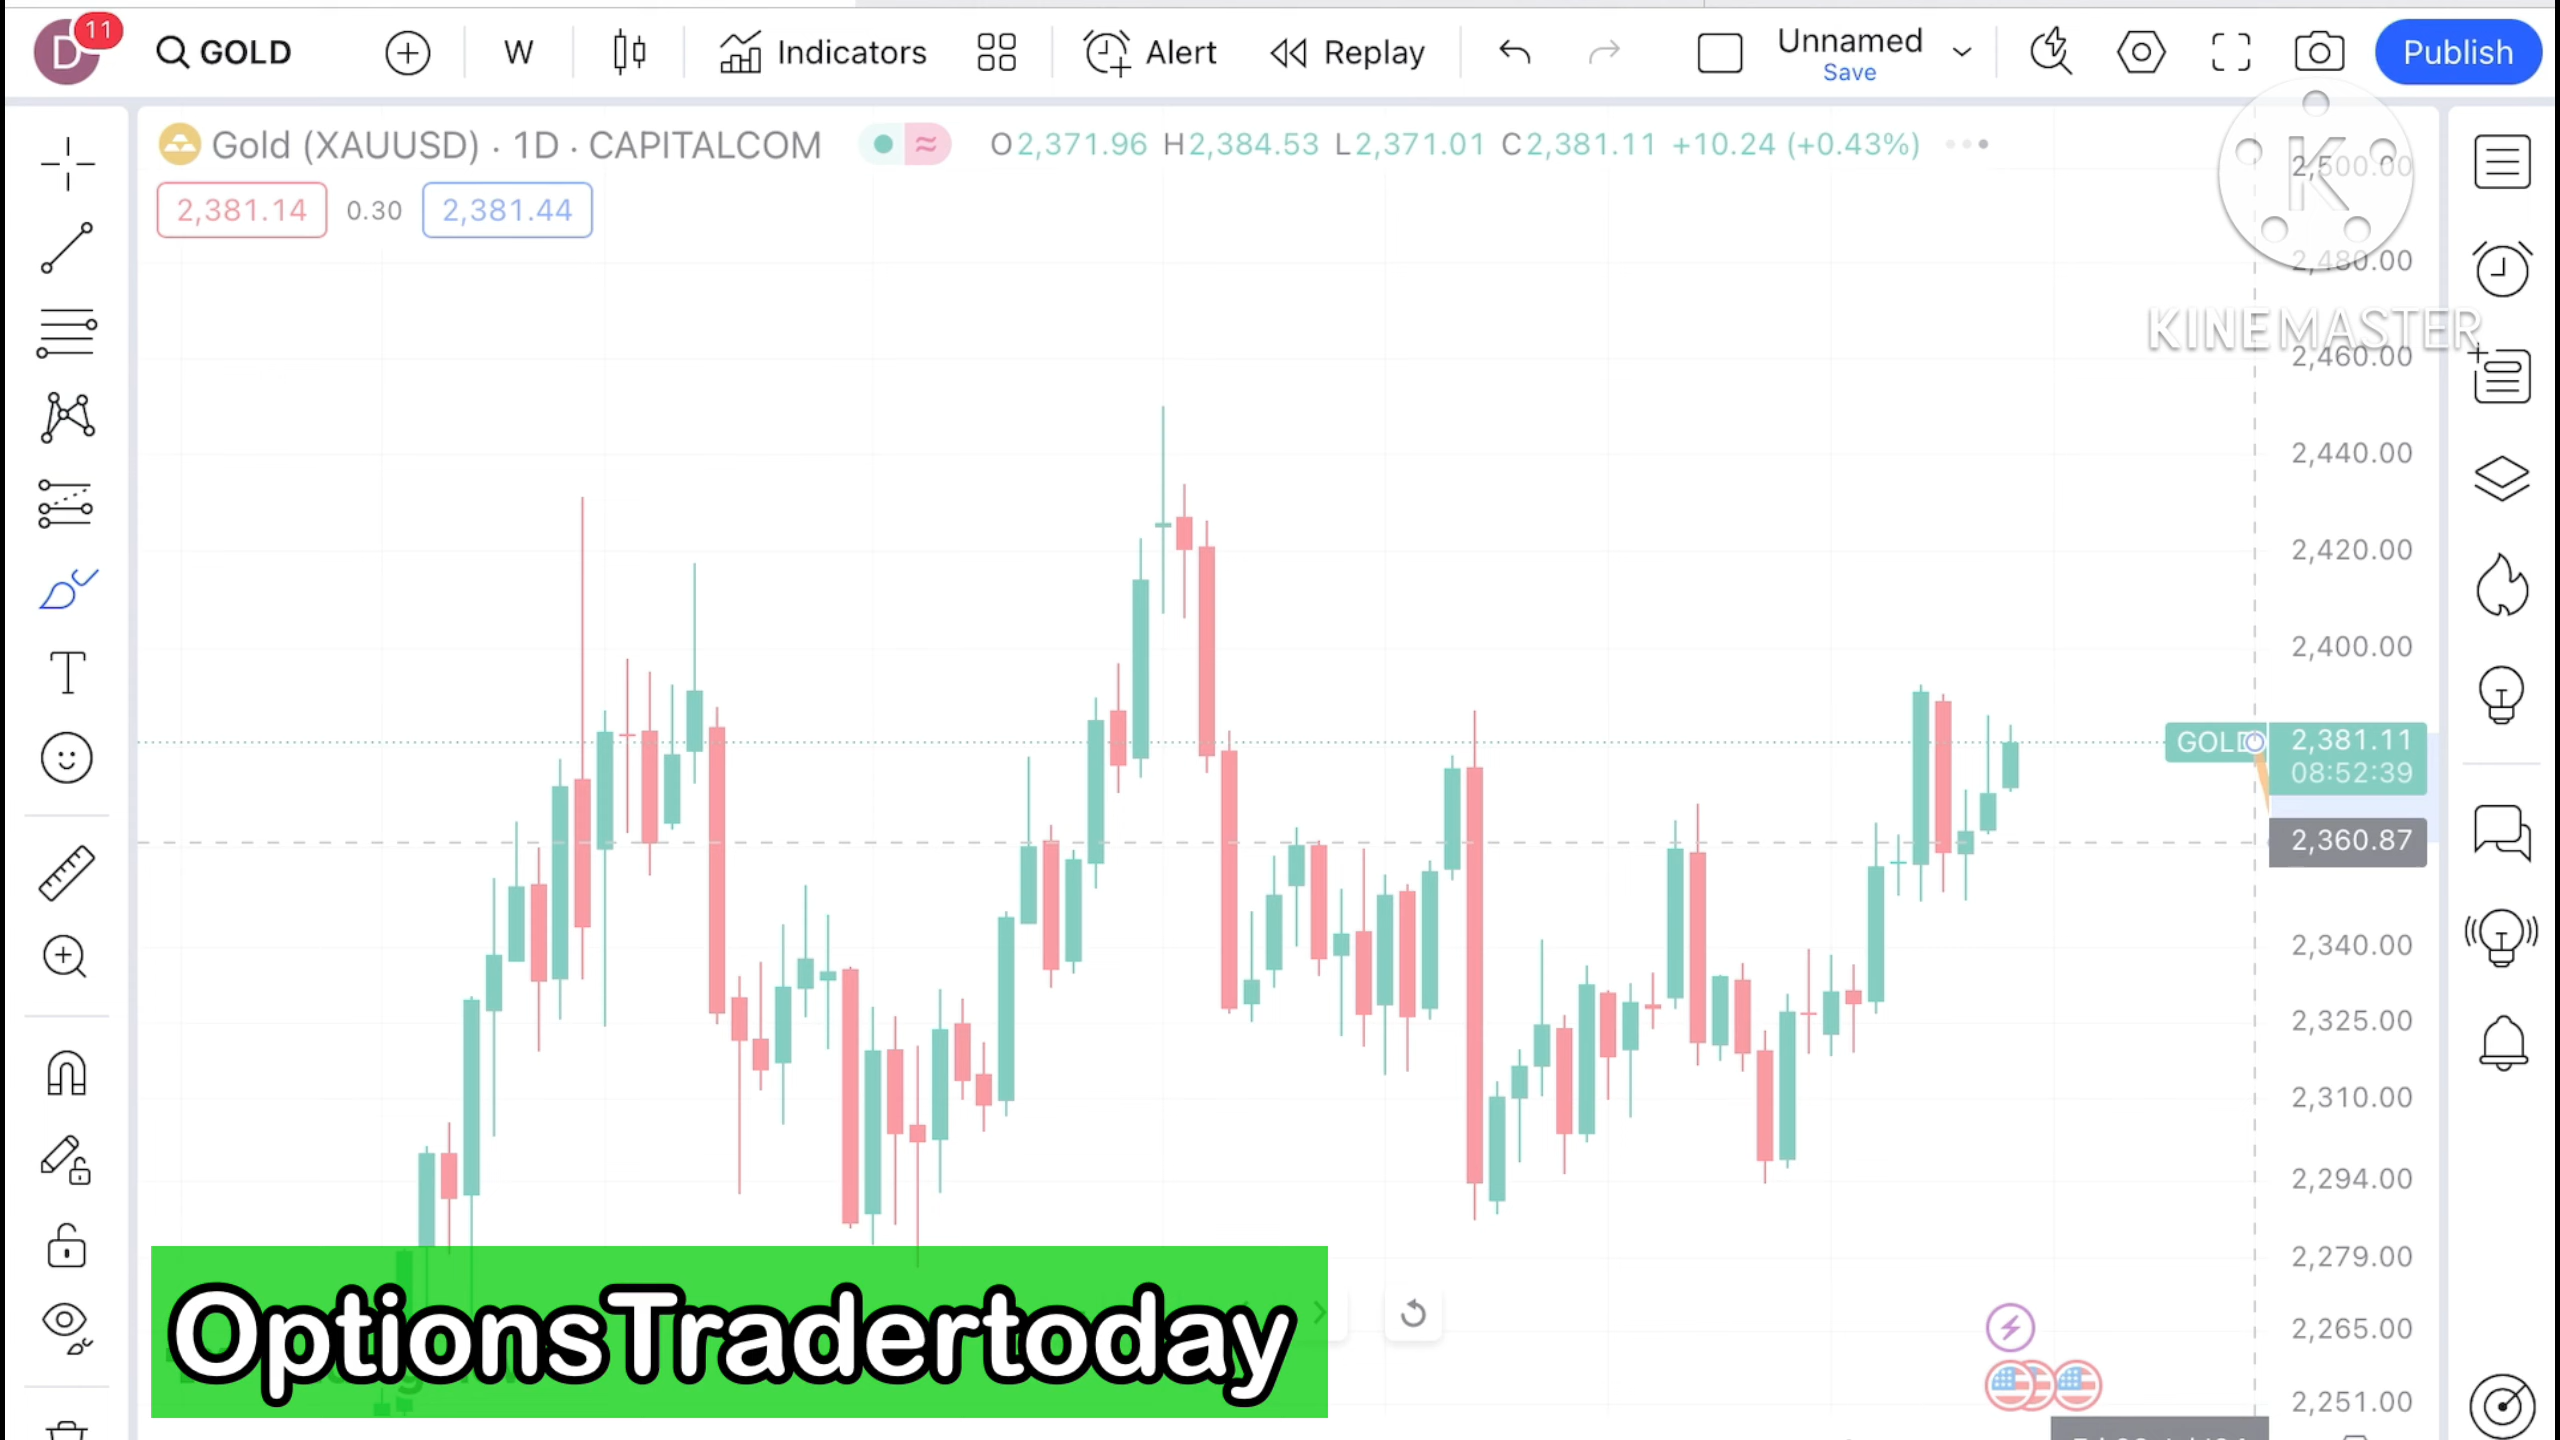 D 11 GOLD W Indicators Alert Replay Unnamed Publish
Save
Gold (XAUUSD) · 1D · CAPITALCOM O2,371.96 H2,384.53 L2,371.01 C2,381.11 +10.24 (+0.43%)
2,381.14 0.30 2,381.44
K
2,500.00
2,480.00
KINEMASTER
2,460.00
2,440.00
2,420.00
2,400.00
GOLD 2,381.11
08:52:39
2,360.87
2,340.00
2,325.00
2,310.00
2,294.00
2,279.00
2,265.00
2,251.00
OptionsTradertoday